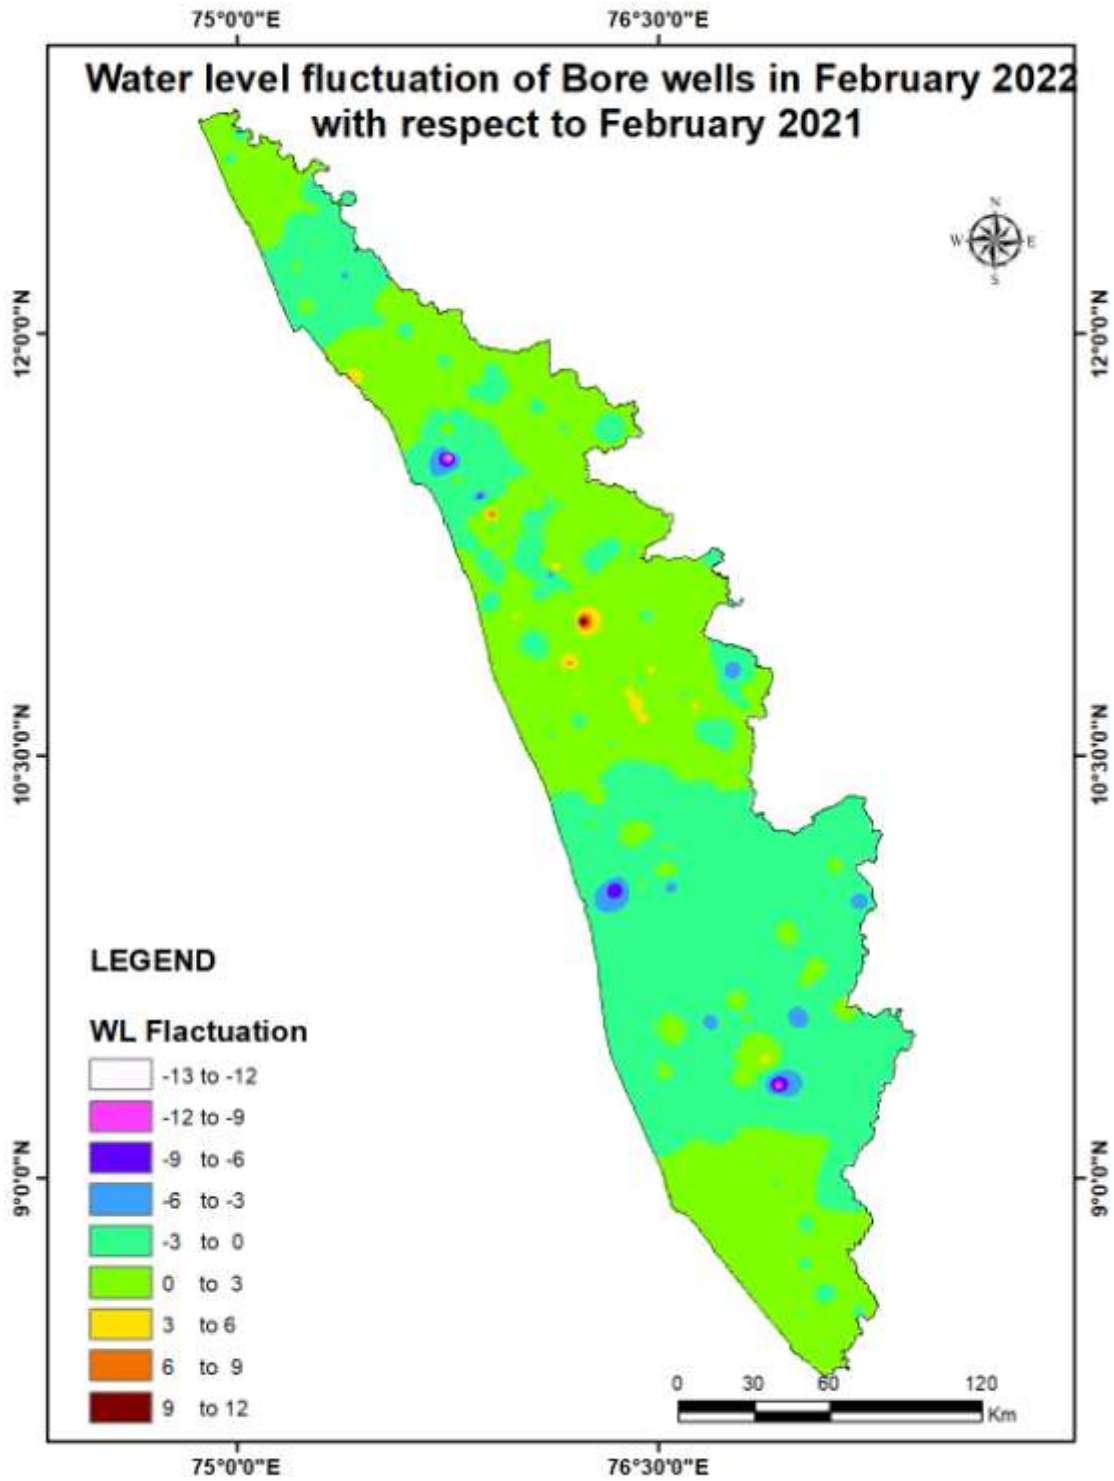 75°0'0"E 76°30'0"E
Water level fluctuation of Bore wells in February 2022
with respect to February 2021
N
W E
S
12°0'0"N 12°0'0"N
10°30'0"N 10°30'0"N
LEGEND
WL Flactuation
-13 to -12
-12 to -9
-9 to -6
-6 to -3
-3 to 0
0 to 3
3 to 6
6 to 9
9 to 12
9°0'0"N 9°0'0"N
0 30 60 120
Km
75°0'0"E 76°30'0"E